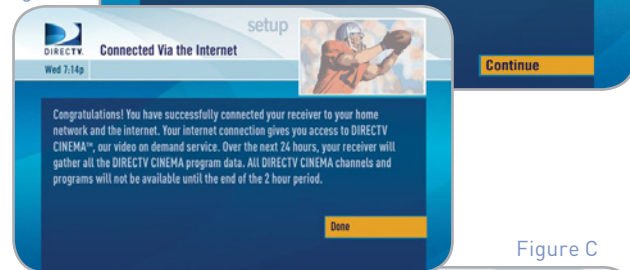 setup
DIRECTV
Connected Via the Internet
Wed 7:14p
Continue
Congratulations! You have successfully connected your receiver to your home
network and the internet. Your internet connection gives you access to DIRECTV
CINEMA™, our video on demand service. Over the next 24 hours, your receiver will
gather all the DIRECTV CINEMA program data. All DIRECTV CINEMA channels and
programs will not be available until the end of the 2 hour period.
Done
Figure C